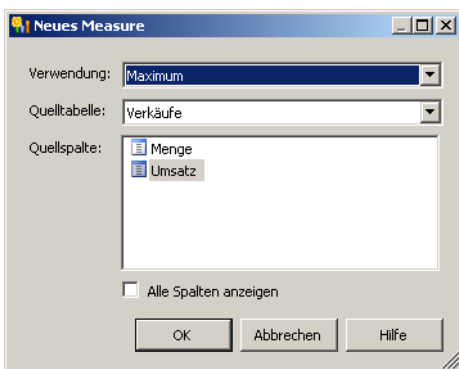 Neues Measure
Verwendung: Maximum
Quelltabelle: Verkäufe
Quellspalte: Menge
Umsatz
Alle Spalten anzeigen
OK Abbrechen Hilfe